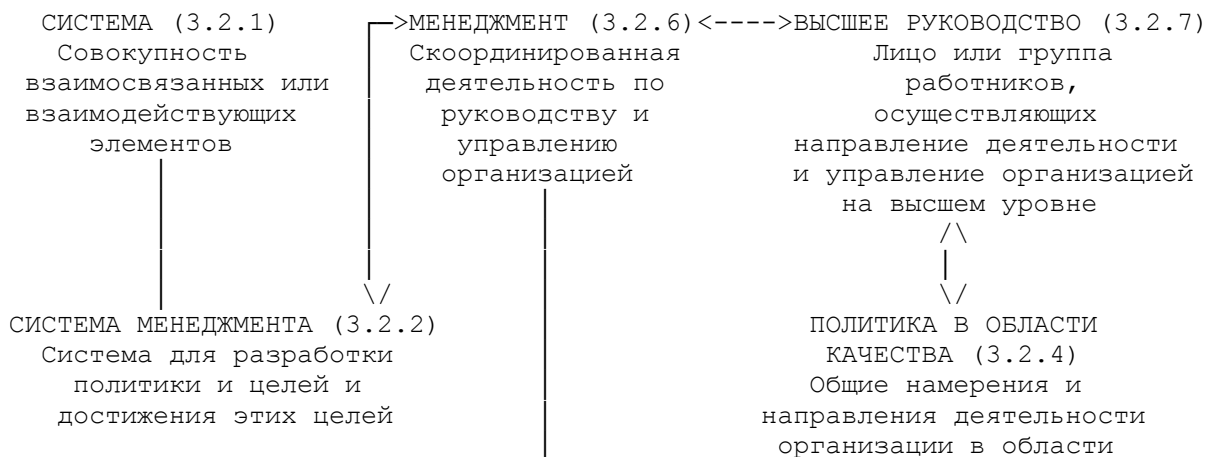 СИСТЕМА (3.2.1) ->МЕНЕДЖМЕНТ (3.2.6)<---->ВЫСШЕЕ РУКОВОДСТВО (3.2.7)
Совокупность Скоординированная Лицо или группа
взаимосвязанных или деятельность по работников,
взаимодействующих руководству и осуществляющих
элементов управлению направление деятельности
организацией и управление организацией
на высшем уровне
СИСТЕМА МЕНЕДЖМЕНТА (3.2.2) ПОЛИТИКА В ОБЛАСТИ
Система для разработки КАЧЕСТВА (3.2.4)
политики и целей и Общие намерения и
достижения этих целей направления деятельности
организации в области